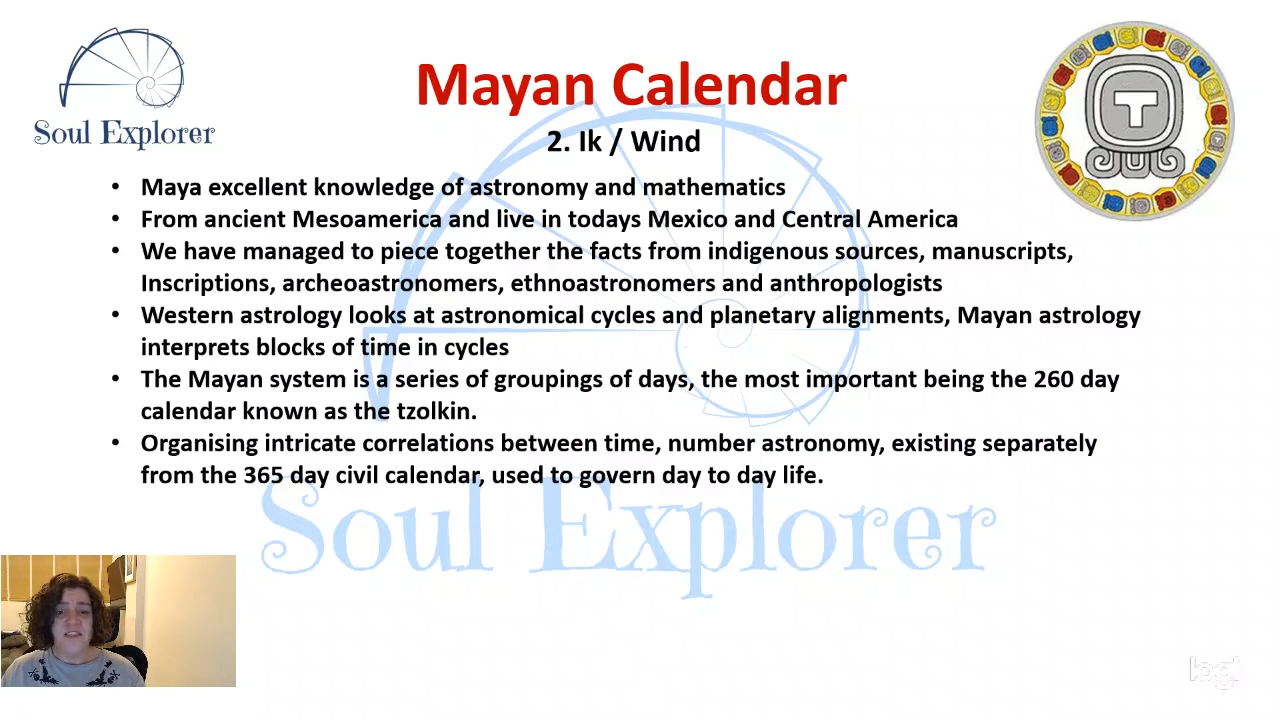 Soul Explorer
Mayan Calendar
2. Ik / Wind
• Maya excellent knowledge of astronomy and mathematics
• From ancient Mesoamerica and live in todays Mexico and Central America
• We have managed to piece together the facts from indigenous sources, manuscripts,
Inscriptions, archeoastronomers, ethnoastronomers and anthropologists
• Western astrology looks at astronomical cycles and planetary alignments, Mayan astrology
interprets blocks of time in cycles
• The Mayan system is a series of groupings of days, the most important being the 260 day
calendar known as the tzolkin.
• Organising intricate correlations between time, number astronomy, existing separately
from the 365 day civil calendar, used to govern day to day life.
Soul Explorer
logi